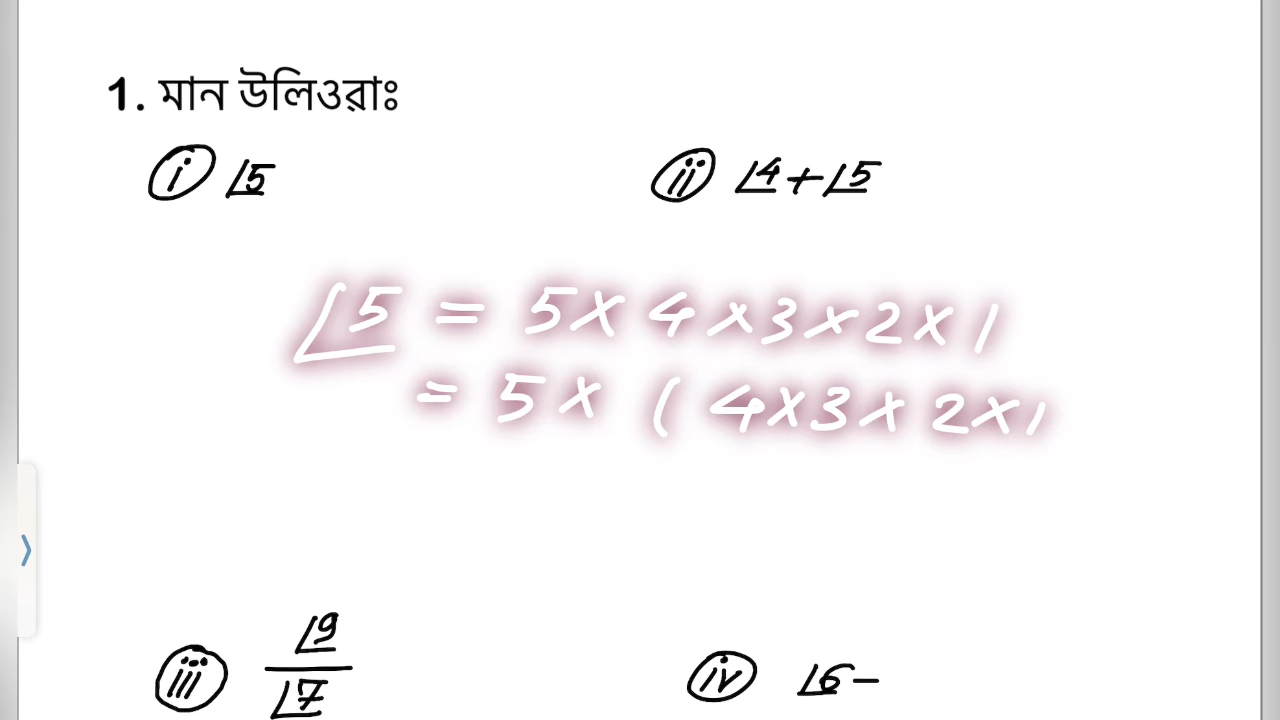 1. মান উলিওৱাঃ
(i) ⌊5 (ii) ⌊4 + ⌊5
⌊5 = 5 × 4 × 3 × 2 × 1
= 5 × ( 4 × 3 × 2 × 1
(iii) ⌊9 (iv) ⌊6 –
⌊7